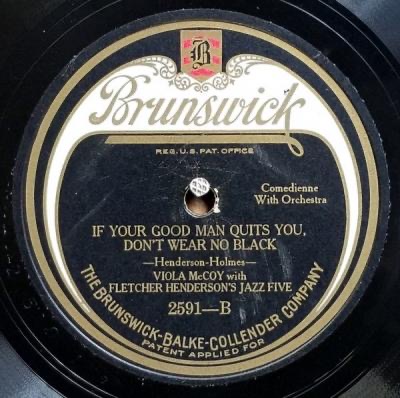 B
Brunswick
REG. U.S. PAT. OFFICE
Comedienne
With Orchestra
IF YOUR GOOD MAN QUITS YOU,
DON'T WEAR NO BLACK
—Henderson-Holmes—
VIOLA McCOY with
FLETCHER HENDERSON'S JAZZ FIVE
2591—B
THE BRUNSWICK-BALKE-COLLENDER COMPANY
PATENT APPLIED FOR